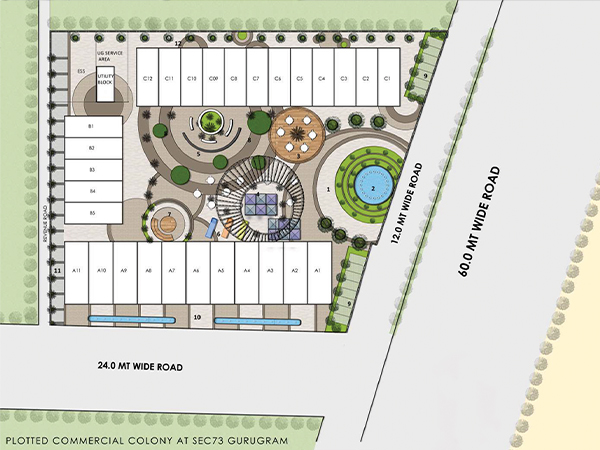 12
UG SERVICE
AREA
ESS
UTILITY
BLOCK
C12 C11 C10 C09 C8 C7 C6 C5 C4 C3 C2 C1
9
B1
B2
B3
B4
B5
5
6
3
1
2
4
7
REVENUE ROAD
12.0 MT WIDE ROAD
60.0 MT WIDE ROAD
11
A11 A10 A9 A8 A7 A6 A5 A4 A3 A2 A1
9
10
24.0 MT WIDE ROAD
PLOTTED COMMERCIAL COLONY AT SEC73 GURUGRAM